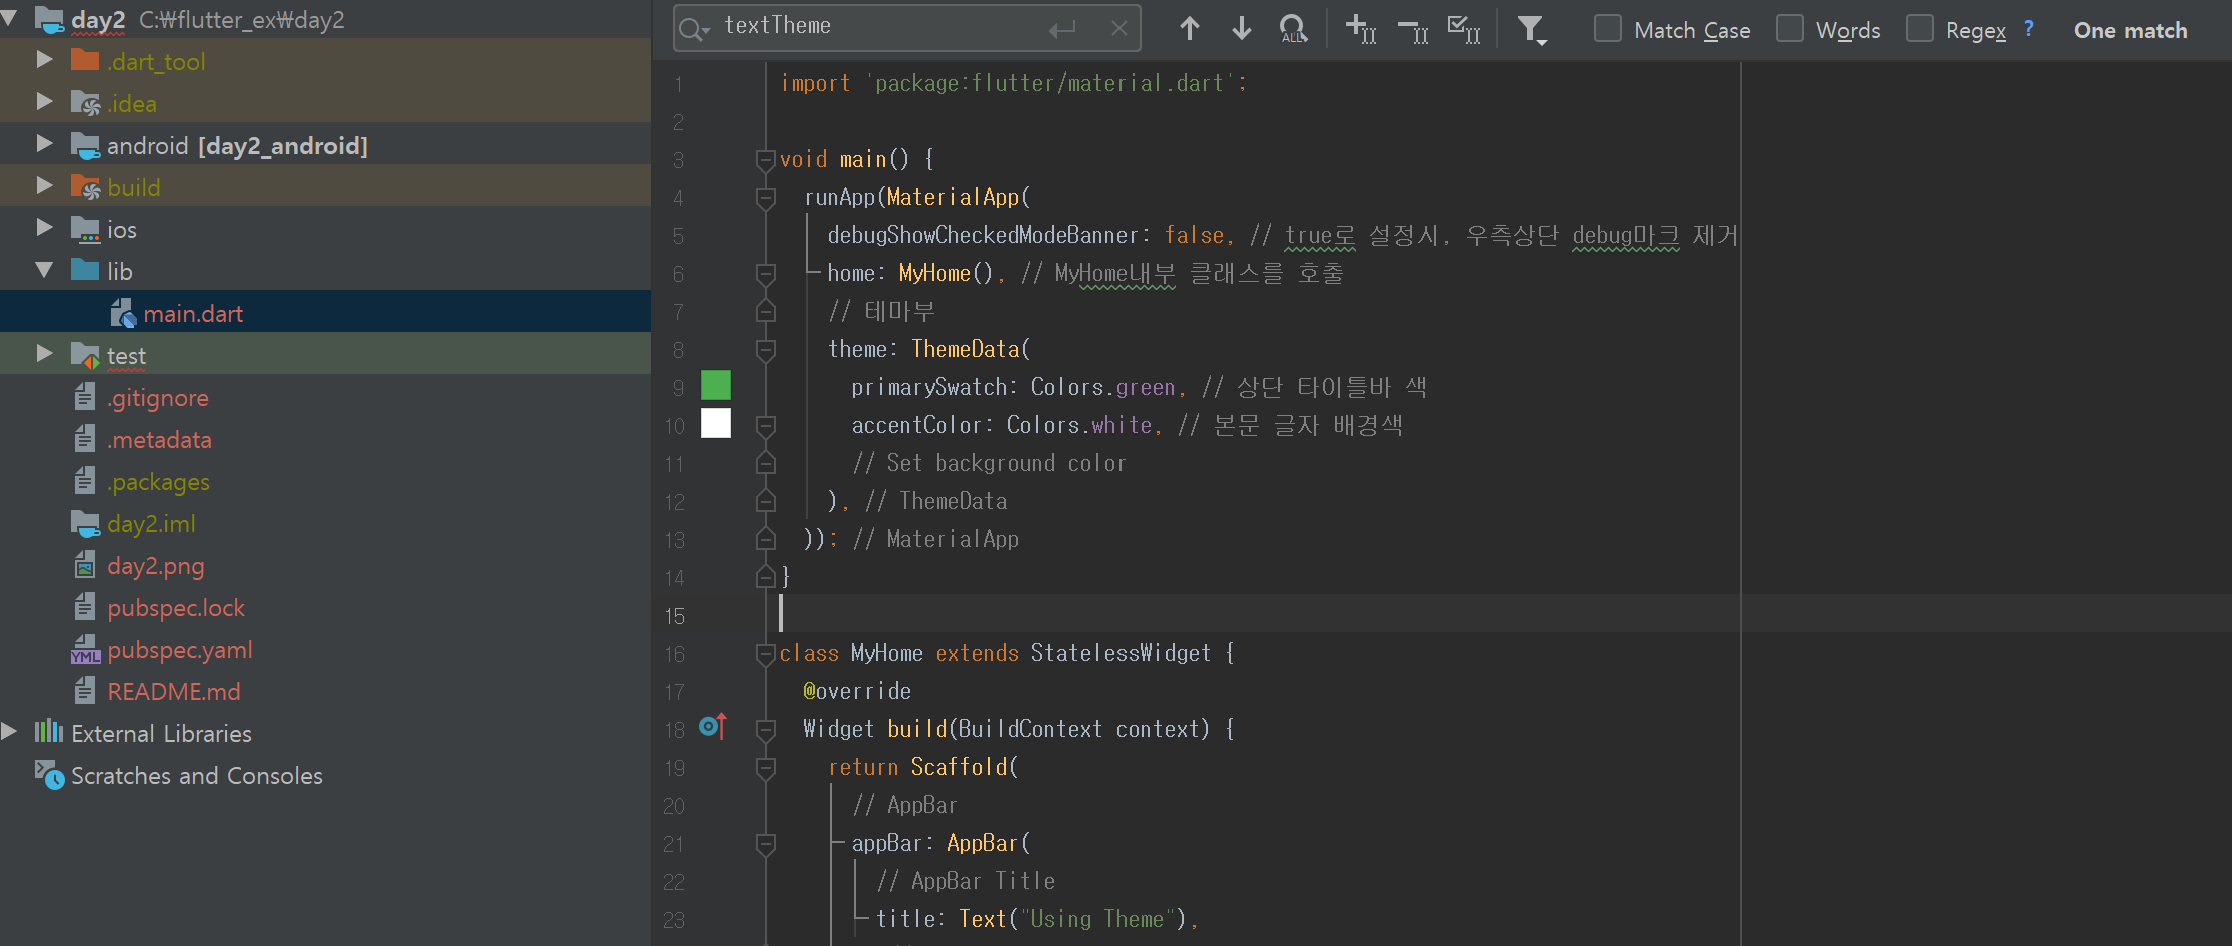 day2 C:₩flutter_ex₩day2
.dart_tool
.idea
android [day2_android]
build
ios
lib
main.dart
test
.gitignore
.metadata
.packages
day2.iml
day2.png
pubspec.lock
YML pubspec.yaml
README.md
External Libraries
Scratches and Consoles
textTheme ALL Match Case Words Regex ? One match
1 import 'package:flutter/material.dart';
2
3 void main() {
4 runApp(MaterialApp(
5 debugShowCheckedModeBanner: false, // true로 설정시, 우측상단 debug마크 제거
6 home: MyHome(), // MyHome내부 클래스를 호출
7 // 테마부
8 theme: ThemeData(
9 primarySwatch: Colors.green, // 상단 타이틀바 색
10 accentColor: Colors.white, // 본문 글자 배경색
11 // Set background color
12 ), // ThemeData
13 )); // MaterialApp
14 }
15
16 class MyHome extends StatelessWidget {
17 @override
18 Widget build(BuildContext context) {
19 return Scaffold(
20 // AppBar
21 appBar: AppBar(
22 // AppBar Title
23 title: Text("Using Theme"),